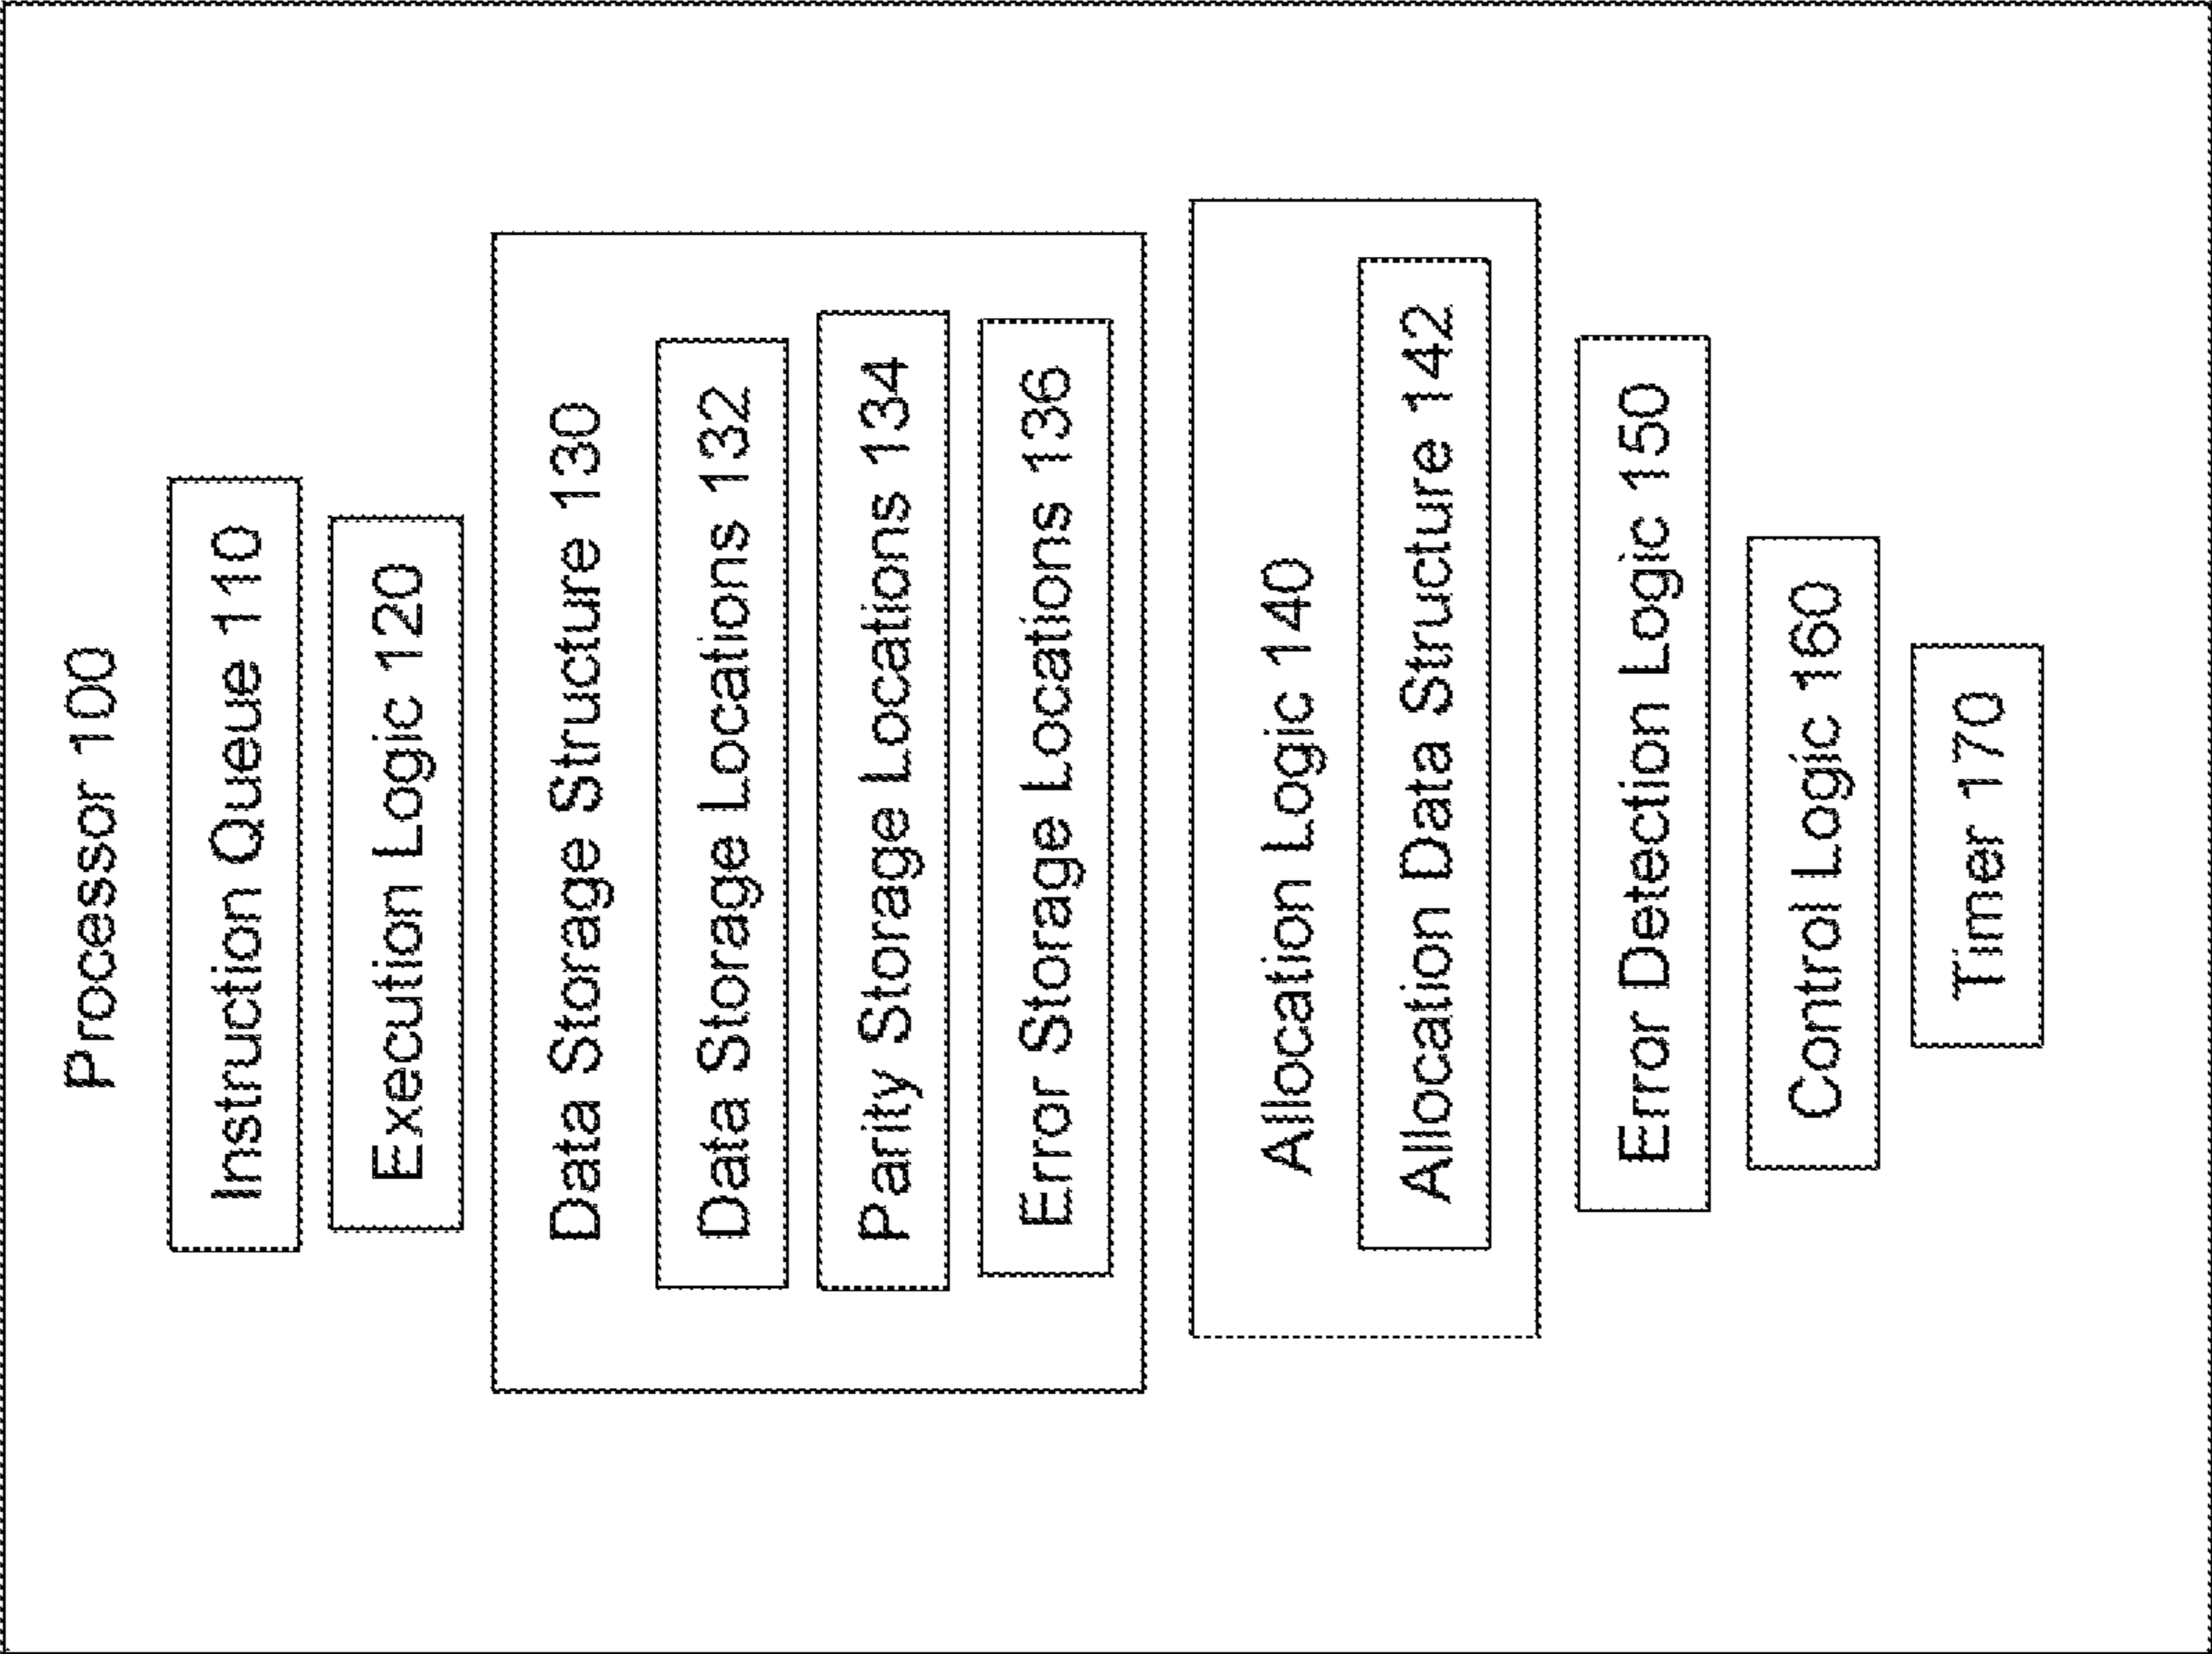 Processor 100
Instruction Queue 110
Execution Logic 120
Data Storage Structure 130
Data Storage Locations 132
Parity Storage Locations 134
Error Storage Locations 136
Allocation Logic 140
Allocation Data Structure 142
Error Detection Logic 150
Control Logic 160
Timer 170